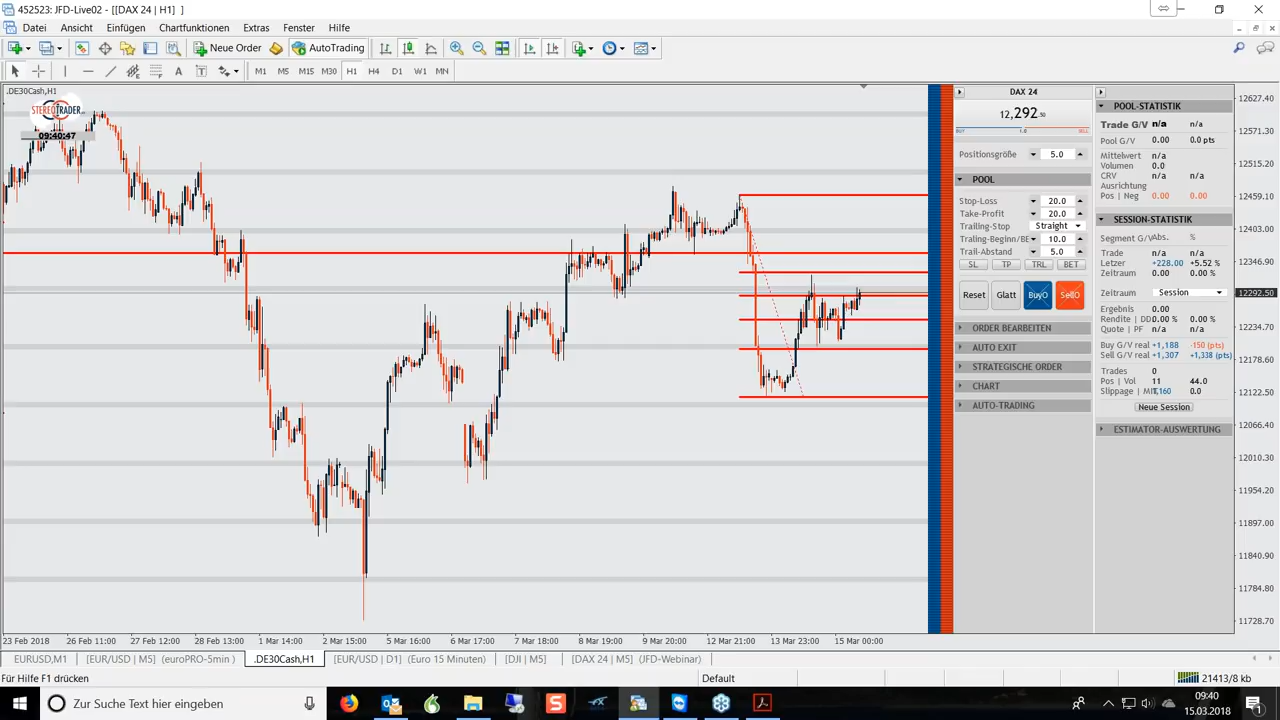 452523: JFD-Live02 - [[DAX 24 | H1] ]
Datei Ansicht Einfügen Chartfunktionen Extras Fenster Hilfe
Neue Order AutoTrading
A T M1 M5 M15 M30 H1 H4 D1 W1 MN
.DE30Cash,H1
STEREOTRADER
09:40:47
DAX 24
12,292.50
BUY 1.0 SELL
Positionsgröße 5.0
POOL
Stop-Loss 20.0
Take-Profit 20.0
Trailing-Stop Straight
Traling-Beginn/BE 10.0
Trail-Abstand 5.0
SL TP TRL BET
Reset Glatt BuyO SellO
ORDER BEARBEITEN
AUTO EXIT
STRATEGISCHE ORDER
CHART
AUTO-TRADING
POOL-STATISTIK
Trade G/V n/a n/a
Pool G/V 0.00 0.0 pts
Mittelwert n/a
Volumen 0.0
CRV n/a n/a
Ausrichtung
Pos | Neg 0.00 0.00
SESSION-STATISTIK
Segment G/V Abs. %
Trade n/a n/a
Letzer +228.00 +5.52 %
Zeitraum 0.00 0.00 %
Zeitraum Session
Ergebnis 0.00
Rendite | DD 0.00 % 0.00 %
Quote | PF n/a n/a
Buy G/V real +1,188 -150 (pts)
Sell G/V real +1,307 +1,338 (pts)
Trades 0
Pos | Vol 11 44.0
Neue Session
ESTIMATOR-AUSWERTUNG
12627.40
12571.30
12515.20
12459.10
12403.00
12346.90
12292.50
12234.70
12178.60
12122.50
12066.40
12010.30
11954.20
11897.00
11840.90
11784.80
11728.70
23 Feb 2018 26 Feb 11:00 27 Feb 12:00 28 Feb 13:00 1 Mar 14:00 2 Mar 15:00 5 Mar 16:00 6 Mar 17:00 7 Mar 18:00 8 Mar 19:00 9 Mar 20:00 12 Mar 21:00 13 Mar 23:00 15 Mar 00:00
EURUSD,M1 [EUR/USD | M5] (euroPRO-5min ) .DE30Cash,H1 [EUR/USD | D1] (Euro 15 Minuten) [DJI | M5] [DAX 24 | M5] (JFD-Webinar)
Für Hilfe F1 drücken Default 21413/8 kb
Zur Suche Text hier eingeben
09:40
15.03.2018